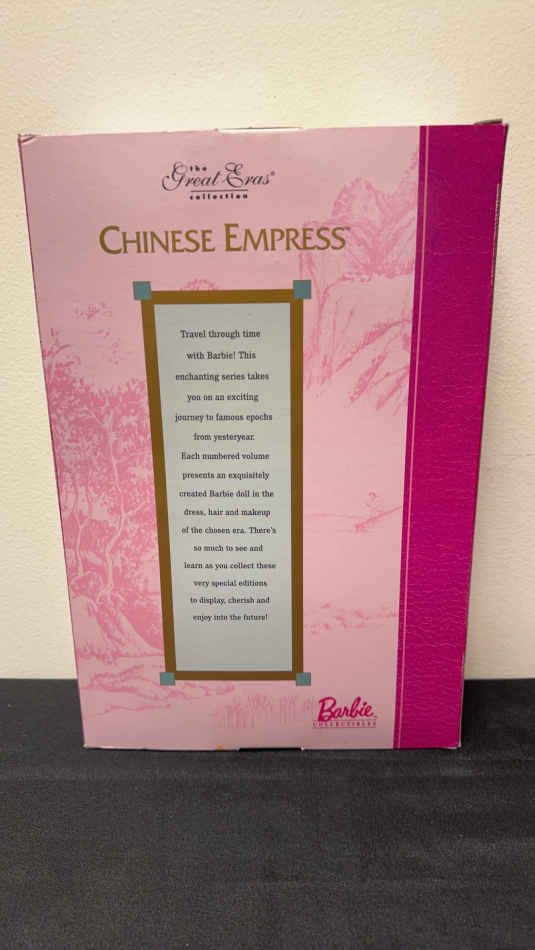 the
Great Eras®
collection
CHINESE EMPRESS™
Travel through time
with Barbie! This
enchanting series takes
you on an exciting
journey to famous epochs
from yesteryear.
Each numbered volume
presents an exquisitely
created Barbie doll in the
dress, hair and makeup
of the chosen era. There's
so much to see and
learn as you collect these
very special editions
to display, cherish and
enjoy into the future!
Barbie
COLLECTIBLES